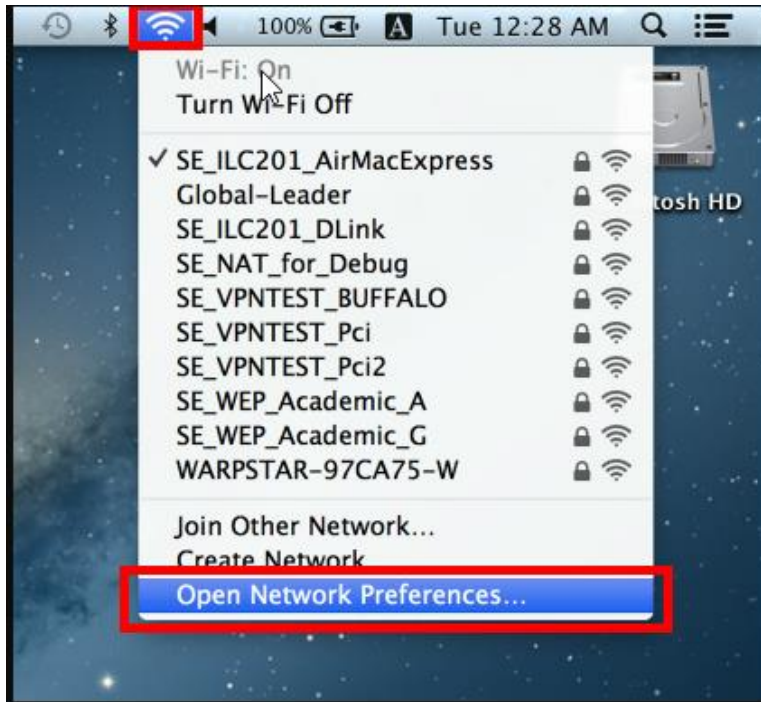 100% A Tue 12:28 AM
Wi-Fi: On
Turn Wi-Fi Off
SE_ILC201_AirMacExpress
Global-Leader
tosh HD
SE_ILC201_DLink
SE_NAT_for_Debug
SE_VPNTEST_BUFFALO
SE_VPNTEST_Pci
SE_VPNTEST_Pci2
SE_WEP_Academic_A
SE_WEP_Academic_G
WARPSTAR-97CA75-W
Join Other Network...
Create Network
Open Network Preferences...